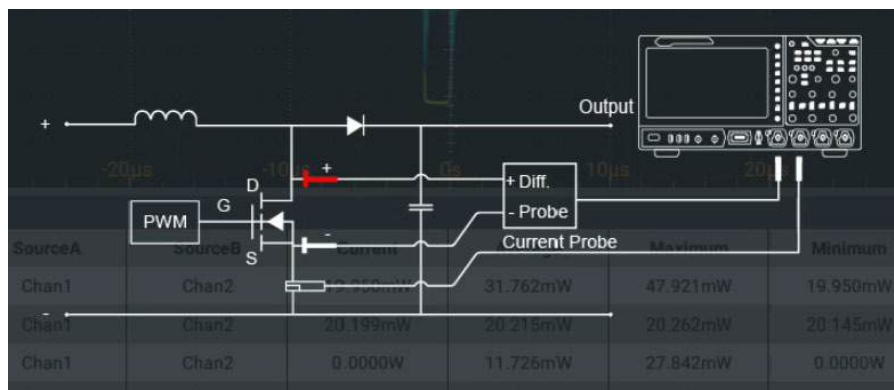 Output
+
-20μs
-10μs
0s
10μs
20μs
+
+ Diff.
D
G
PWM
- Probe
-
S
Current Probe
SourceA SourceB Current Maximum Minimum
Chan1 Chan2 19.950mW 31.762mW 47.921mW 19.950mW
-
Chan1 Chan2 20.199mW 20.215mW 20.262mW 20.145mW
Chan1 Chan2 0.0000W 11.726mW 27.842mW 0.0000W